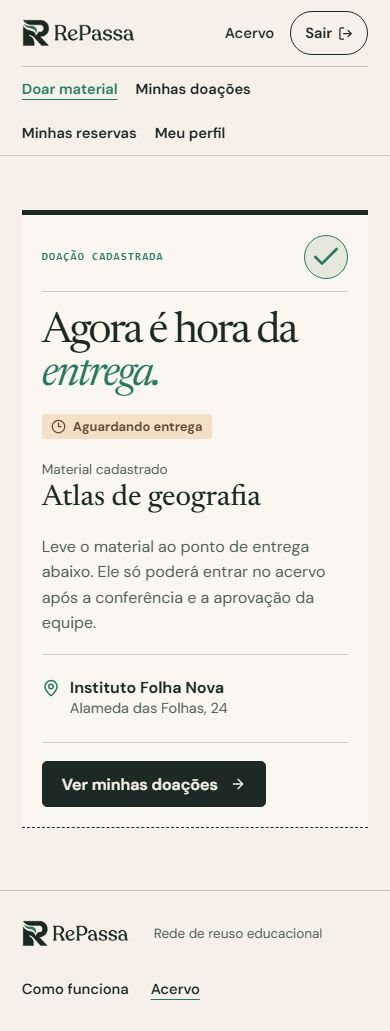 RePassa
Acervo
Sair
Doar material
Minhas doações
Minhas reservas
Meu perfil
DOAÇÃO CADASTRADA
Agora é hora da
entrega.
Aguardando entrega
Material cadastrado
Atlas de geografia
Leve o material ao ponto de entrega
abaixo. Ele só poderá entrar no acervo
após a conferência e a aprovação da
equipe.
Instituto Folha Nova
Alameda das Folhas, 24
Ver minhas doações
RePassa
Rede de reuso educacional
Como funciona
Acervo